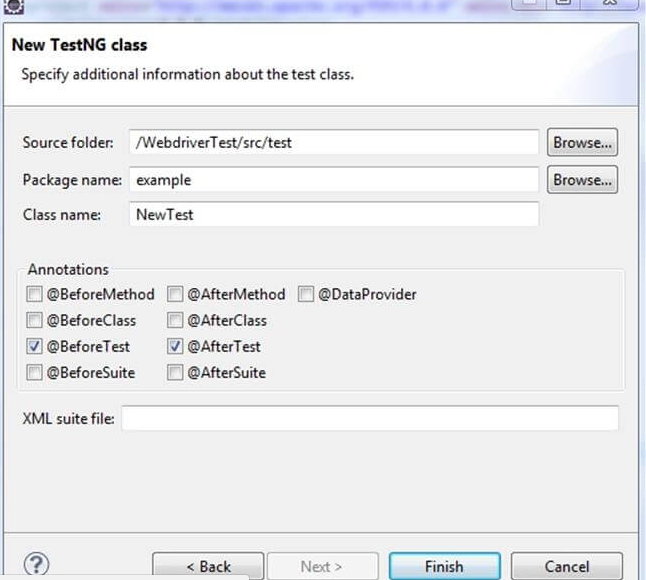 New TestNG class
Specify additional information about the test class.
Source folder: /WebdriverTest/src/test Browse...
Package name: example Browse...
Class name: NewTest
Annotations
@BeforeMethod @AfterMethod @DataProvider
@BeforeClass @AfterClass
@BeforeTest @AfterTest
@BeforeSuite @AfterSuite
XML suite file:
? < Back Next > Finish Cancel